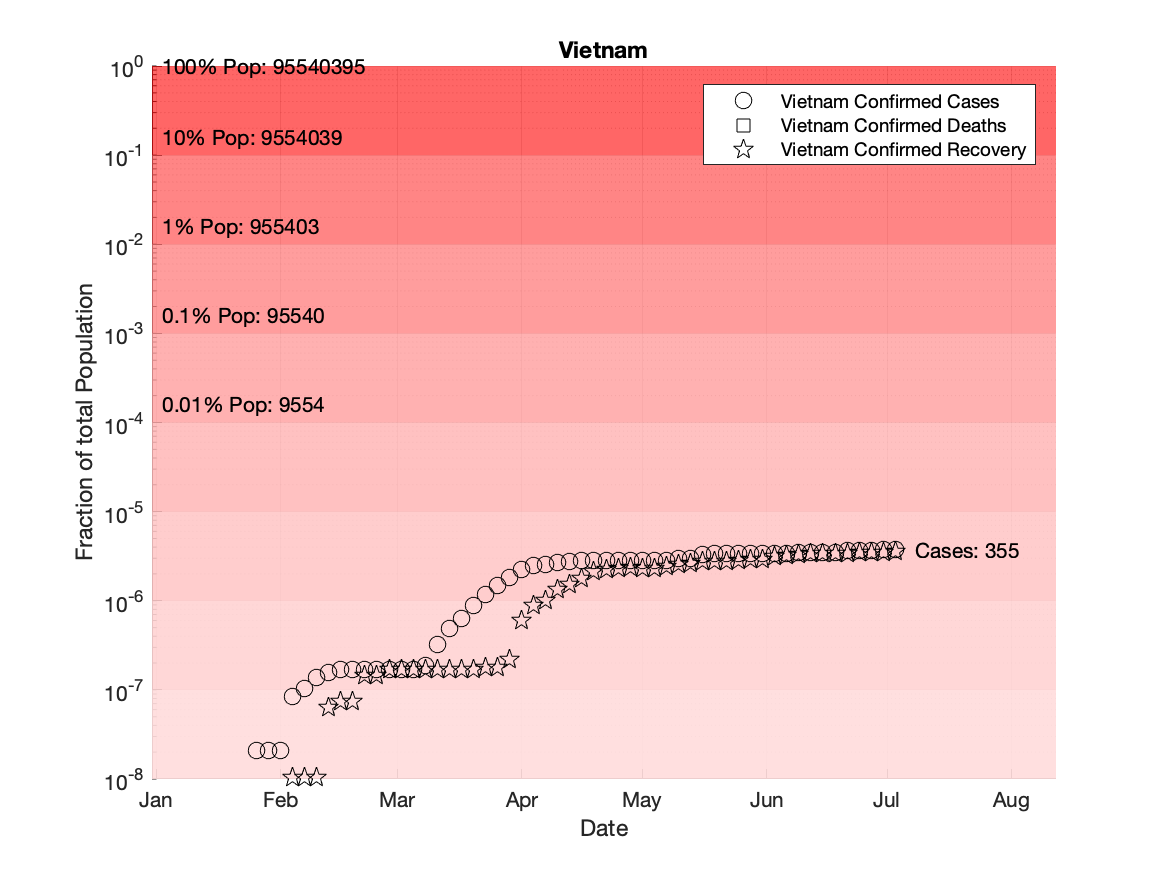 Vietnam
10^0
100% Pop: 95540395
Vietnam Confirmed Cases
Vietnam Confirmed Deaths
10% Pop: 9554039
Vietnam Confirmed Recovery
10^-1
1% Pop: 955403
10^-2
0.1% Pop: 95540
10^-3
0.01% Pop: 9554
10^-4
Fraction of total Population
10^-5
Cases: 355
10^-6
10^-7
10^-8
Jan Feb Mar Apr May Jun Jul Aug
Date